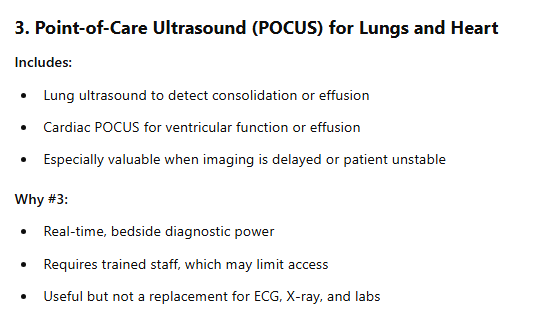 3. Point-of-Care Ultrasound (POCUS) for Lungs and Heart
Includes:
• Lung ultrasound to detect consolidation or effusion
• Cardiac POCUS for ventricular function or effusion
• Especially valuable when imaging is delayed or patient unstable
Why #3:
• Real-time, bedside diagnostic power
• Requires trained staff, which may limit access
• Useful but not a replacement for ECG, X-ray, and labs